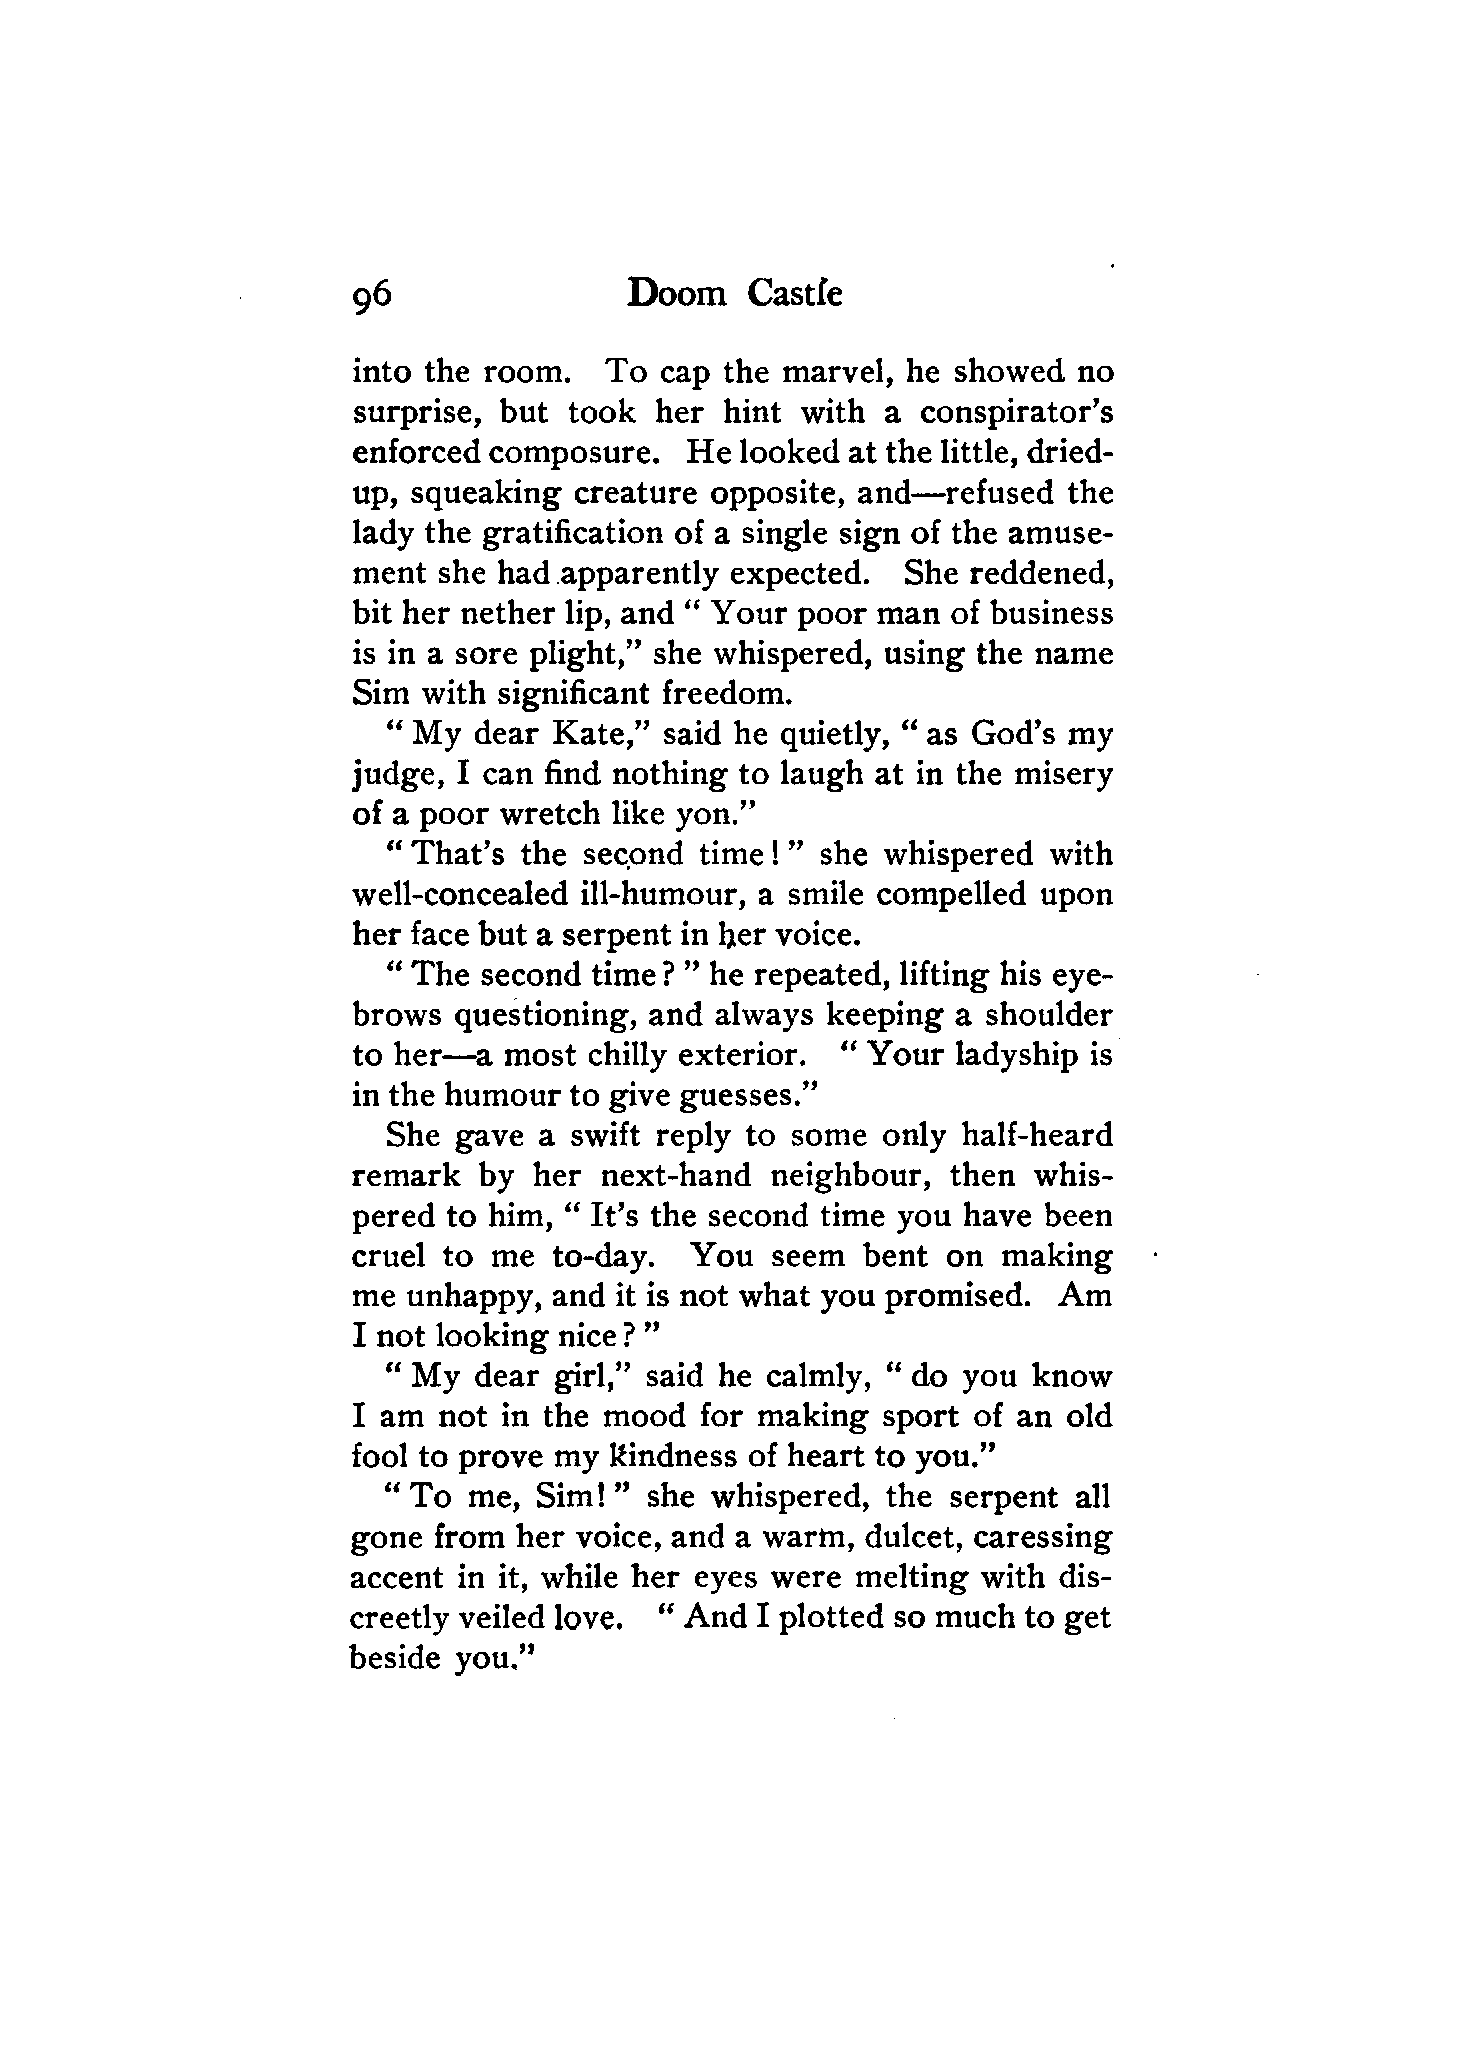 96 Doom Castle
into the room. To cap the marvel, he showed no
surprise, but took her hint with a conspirator's
enforced composure. He looked at the little, dried-
up, squeaking creature opposite, and—refused the
lady the gratification of a single sign of the amuse-
ment she had apparently expected. She reddened,
bit her nether lip, and “ Your poor man of business
is in a sore plight,” she whispered, using the name
Sim with significant freedom.
“ My dear Kate,” said he quietly, “ as God's my
judge, I can find nothing to laugh at in the misery
of a poor wretch like yon.”
“ That's the second time! ” she whispered with
well-concealed ill-humour, a smile compelled upon
her face but a serpent in her voice.
“ The second time? ” he repeated, lifting his eye-
brows questioning, and always keeping a shoulder
to her—a most chilly exterior. “ Your ladyship is
in the humour to give guesses.”
She gave a swift reply to some only half-heard
remark by her next-hand neighbour, then whis-
pered to him, “ It's the second time you have been
cruel to me to-day. You seem bent on making
me unhappy, and it is not what you promised. Am
I not looking nice? ”
“ My dear girl,” said he calmly, “ do you know
I am not in the mood for making sport of an old
fool to prove my kindness of heart to you.”
“ To me, Sim! ” she whispered, the serpent all
gone from her voice, and a warm, dulcet, caressing
accent in it, while her eyes were melting with dis-
creetly veiled love. “ And I plotted so much to get
beside you.”